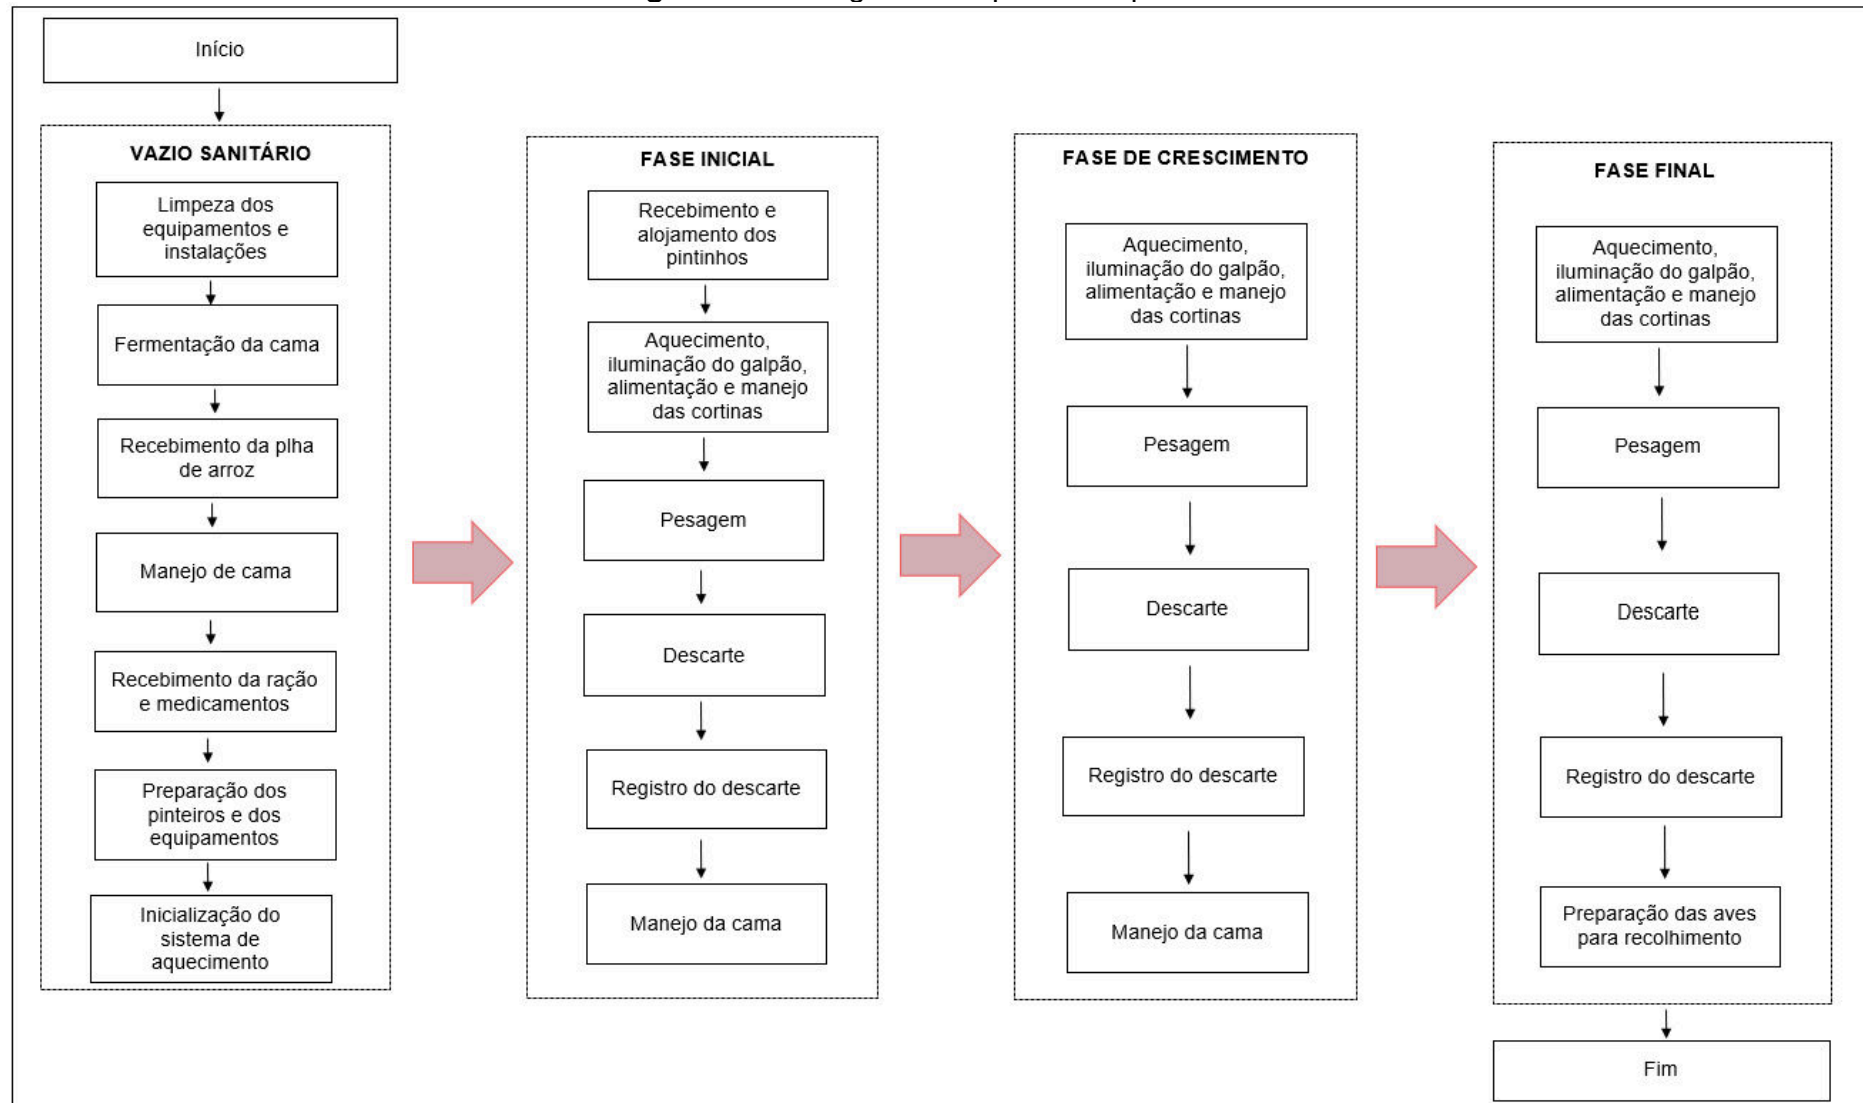 Início
VAZIO SANITÁRIO
Limpeza dos
equipamentos e
instalações
Fermentação da cama
Recebimento da plha
de arroz
Manejo de cama
Recebimento da ração
e medicamentos
Preparação dos
pinteiros e dos
equipamentos
Inicialização do
sistema de
aquecimento
FASE INICIAL
Recebimento e
alojamento dos
pintinhos
Aquecimento,
iluminação do galpão,
alimentação e manejo
das cortinas
Pesagem
Descarte
Registro do descarte
Manejo da cama
FASE DE CRESCIMENTO
Aquecimento,
iluminação do galpão,
alimentação e manejo
das cortinas
Pesagem
Descarte
Registro do descarte
Manejo da cama
FASE FINAL
Aquecimento,
iluminação do galpão,
alimentação e manejo
das cortinas
Pesagem
Descarte
Registro do descarte
Preparação das aves
para recolhimento
Fim